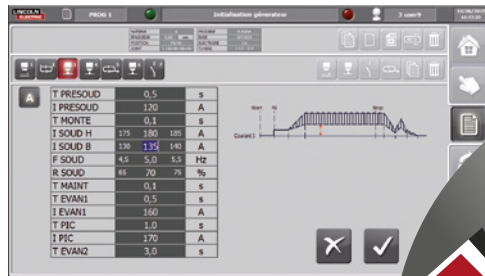 LINCOLN ELECTRIC PROG 1 Initialisation générateur 3 user9
A
T PRESOUD 0,5 s
I PRESOUD 120 A
T MONTE 0,1 s
I SOUD H 175 180 185 A
I SOUD B 130 135 140 A
F SOUD 4,5 5,0 5,5 Hz
R SOUD 65 70 75 %
T MAINT 0,1 s
T EVAN1 0,5 s
I EVAN1 160 A
T PIC 1,0 s
I PIC 170 A
T EVAN2 3,0 s
Start
Stop
Courant I